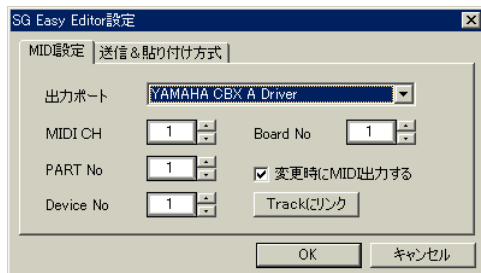 SG Easy Editor設定
MIDI設定 送信&貼り付け方式
出力ポート YAMAHA CBX A Driver
MIDI CH 1 Board No 1
PART No 1 変更時にMIDI出力する
Device No 1 Trackにリンク
OK キャンセル